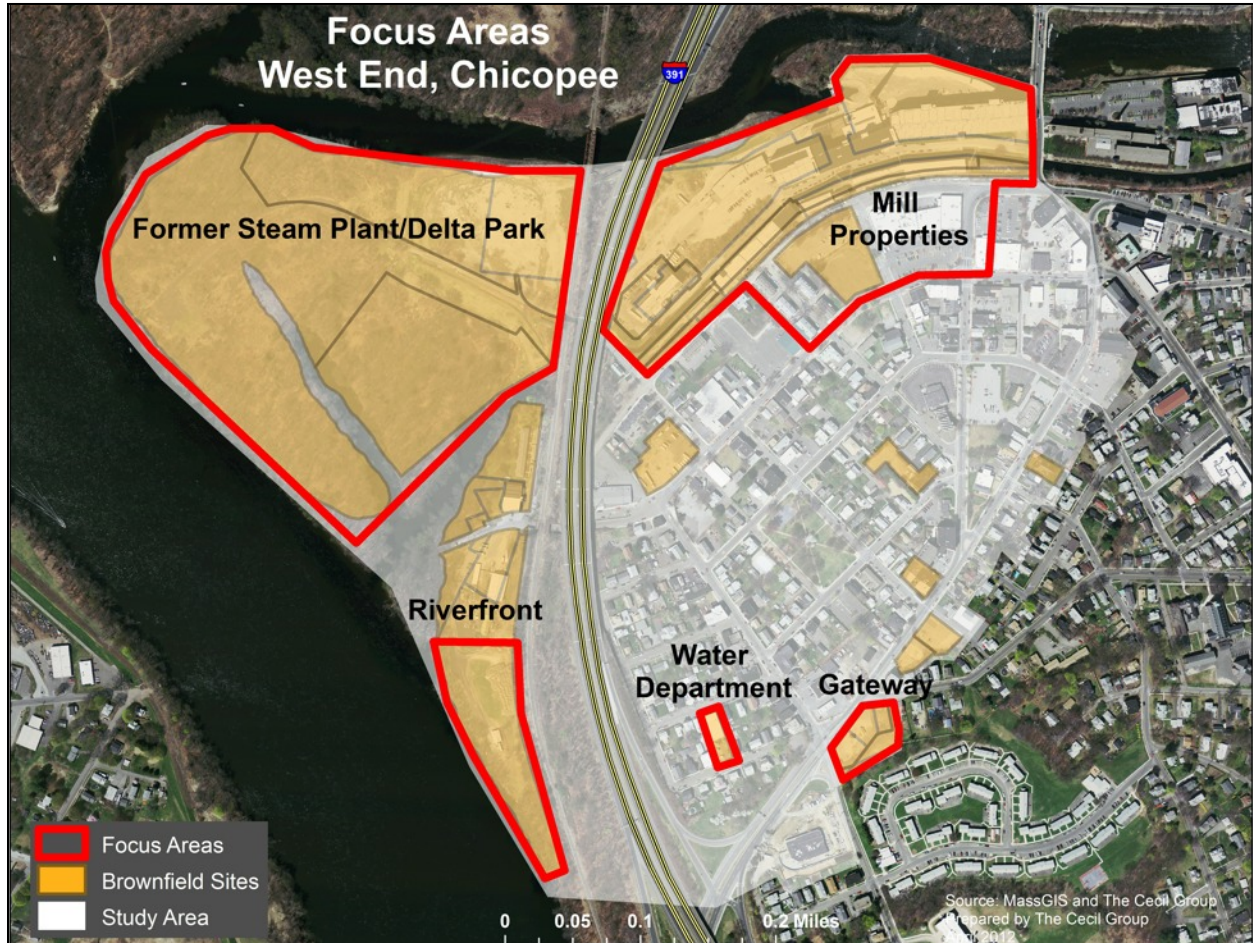 Focus Areas
West End, Chicopee
391
Former Steam Plant/Delta Park
Mill
Properties
Riverfront
Water
Department
Gateway
Focus Areas
Brownfield Sites
Study Area
0 0.05 0.1 0.2 Miles
Source: MassGIS and The Cecil Group
Prepared by The Cecil Group
April 2012